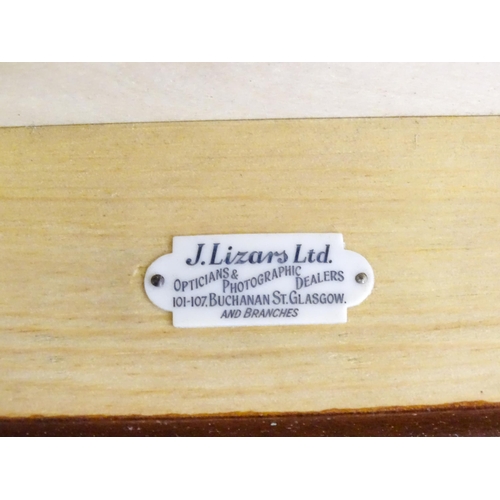 J. Lizars Ltd.
Opticians & Photographic Dealers
101-107, Buchanan St. Glasgow.
and Branches